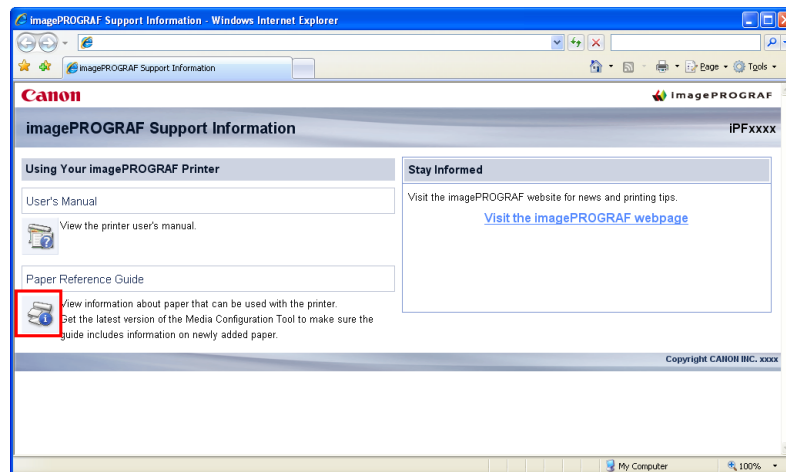 imagePROGRAF Support Information - Windows Internet Explorer
imagePROGRAF Support Information
Page
Tools
Canon
imagePROGRAF
imagePROGRAF Support Information
iPFxxxx
Using Your imagePROGRAF Printer
User's Manual
View the printer user's manual.
Paper Reference Guide
View information about paper that can be used with the printer.
Get the latest version of the Media Configuration Tool to make sure the
guide includes information on newly added paper.
Stay Informed
Visit the imagePROGRAF website for news and printing tips.
Visit the imagePROGRAF webpage
Copyright CANON INC. xxxx
My Computer
100%